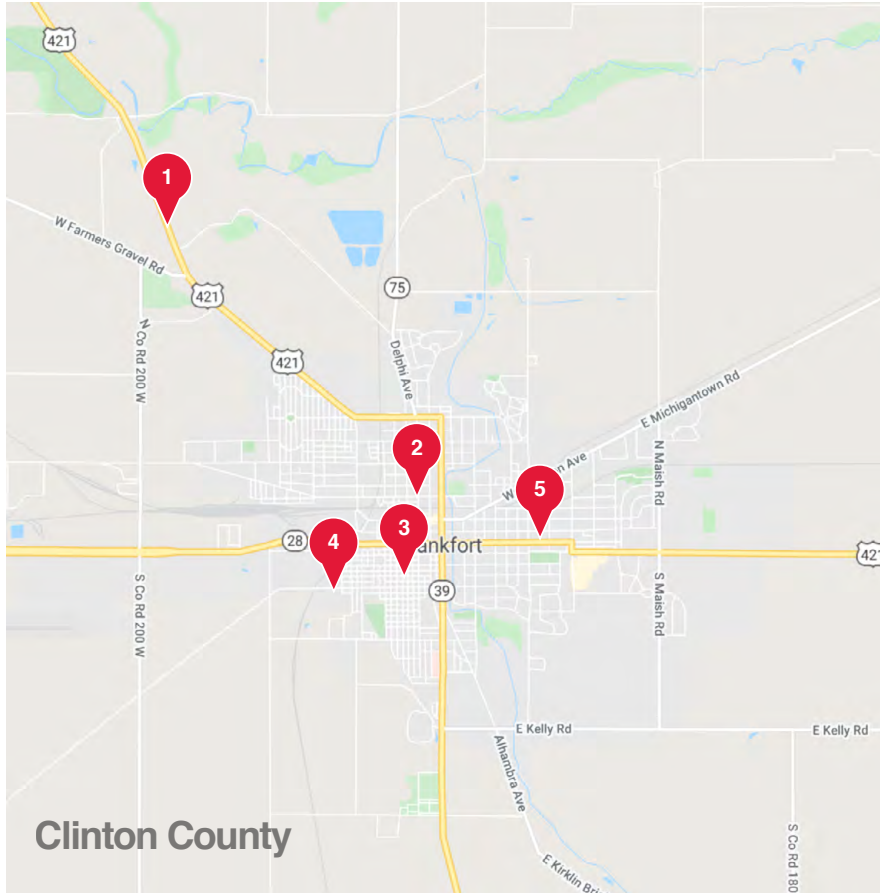 421
1
W Farmers Gravel Rd
421
75
N Co Rd 200 W
421
Delphi Ave
E Michigantown Rd
2
N Maish Rd
W
n Ave
5
3
4
28
ankfort
421
39
S Co Rd 200 W
S Maish Rd
E Kelly Rd
E Kelly Rd
Alhambra Ave
Clinton County
S Co Rd 180
E Kirklin Bri